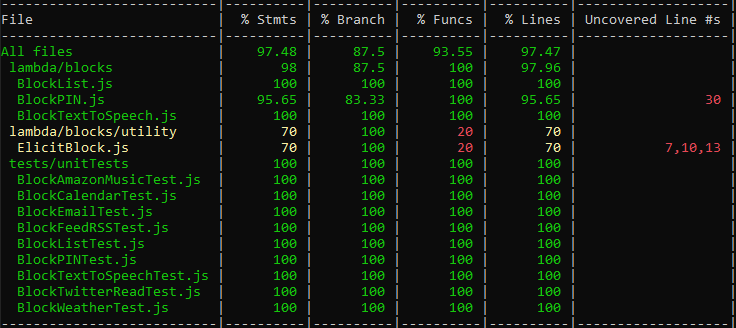 -----------------------------|----------|----------|----------|----------|-------------------|
File                         |  % Stmts | % Branch |  % Funcs |  % Lines | Uncovered Line #s |
-----------------------------|----------|----------|----------|----------|-------------------|
All files                    |    97.48 |     87.5 |    93.55 |    97.47 |                   |
 lambda/blocks               |       98 |     87.5 |      100 |    97.96 |                   |
  BlockList.js               |      100 |      100 |      100 |      100 |                   |
  BlockPIN.js                |    95.65 |    83.33 |      100 |    95.65 |                30 |
  BlockTextToSpeech.js       |      100 |      100 |      100 |      100 |                   |
 lambda/blocks/utility       |       70 |      100 |       20 |       70 |                   |
  ElicitBlock.js             |       70 |      100 |       20 |       70 |           7,10,13 |
 tests/unitTests             |      100 |      100 |      100 |      100 |                   |
  BlockAmazonMusicTest.js    |      100 |      100 |      100 |      100 |                   |
  BlockCalendarTest.js       |      100 |      100 |      100 |      100 |                   |
  BlockEmailTest.js          |      100 |      100 |      100 |      100 |                   |
  BlockFeedRSSTest.js        |      100 |      100 |      100 |      100 |                   |
  BlockListTest.js           |      100 |      100 |      100 |      100 |                   |
  BlockPINTest.js            |      100 |      100 |      100 |      100 |                   |
  BlockTextToSpeechTest.js   |      100 |      100 |      100 |      100 |                   |
  BlockTwitterReadTest.js    |      100 |      100 |      100 |      100 |                   |
  BlockWeatherTest.js        |      100 |      100 |      100 |      100 |                   |
-----------------------------|----------|----------|----------|----------|-------------------|